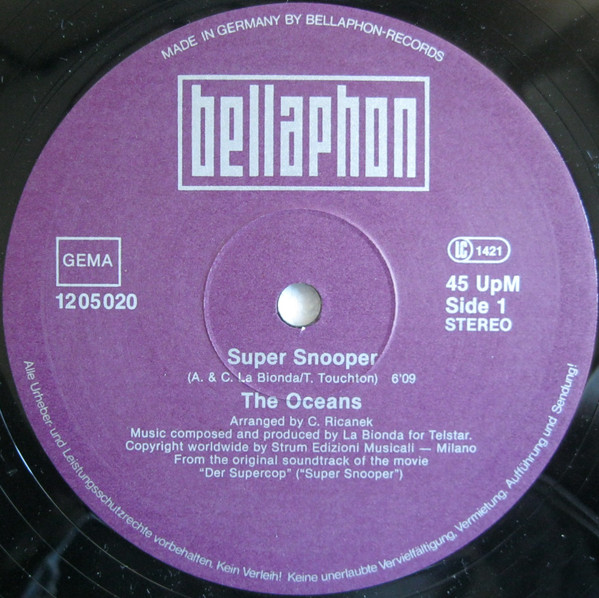 MADE IN GERMANY BY BELLAPHON-RECORDS
bellaphon
GEMA
12 05 020
LC 1421
45 UpM
Side 1
STEREO
Super Snooper
(A. & C. La Bionda/T. Touchton) 6'09
The Oceans
Arranged by C. Ricanek
Music composed and produced by La Bionda for Telstar.
Copyright worldwide by Strum Edizioni Musicali — Milano
From the original soundtrack of the movie
“Der Supercop” (“Super Snooper”)
Alle Urheber- und Leistungsschutzrechte vorbehalten. Kein Verleih! Keine unerlaubte Vervielfältigung, Vermietung, Aufführung und Sendung!